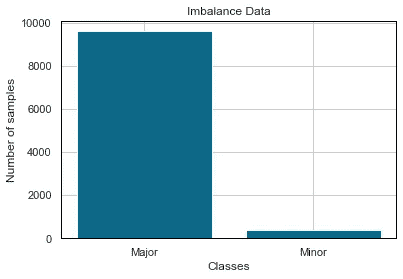 Imbalance Data
10000
8000
6000
4000
2000
0
Number of samples
Major
Minor
Classes